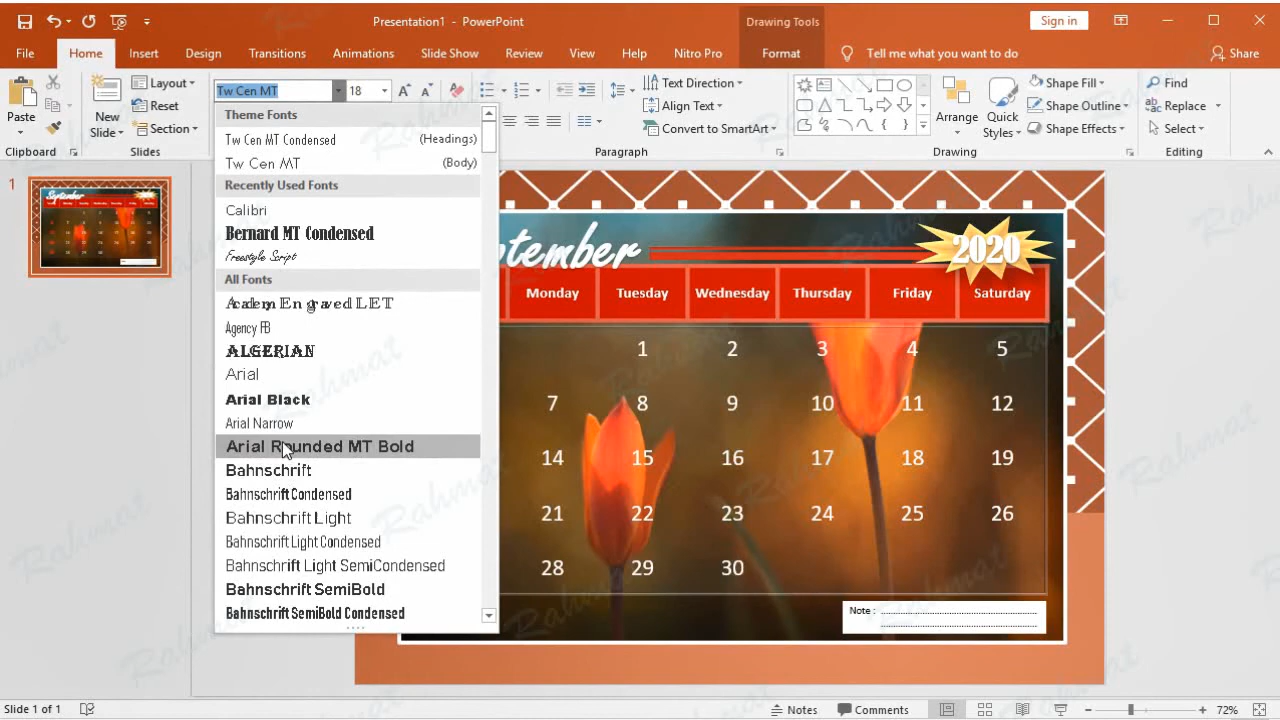 Presentation1 - PowerPoint
Drawing Tools
Sign in
File Home Insert Design Transitions Animations Slide Show Review View Help Nitro Pro Format Tell me what you want to do Share
Paste
Clipboard
New
Slide
Layout
Reset
Section
Slides
Tw Cen MT 18
Text Direction
Align Text
Convert to SmartArt
Paragraph
Arrange
Quick
Styles
Shape Fill
Shape Outline
Shape Effects
Drawing
Find
Replace
Select
Editing
Theme Fonts
Tw Cen MT Condensed (Headings)
Tw Cen MT (Body)
Recently Used Fonts
Calibri
Bernard MT Condensed
Freestyle Script
All Fonts
Academy Engraved LET
Agency FB
ALGERIAN
Arial
Arial Black
Arial Narrow
Arial Rounded MT Bold
Bahnschrift
Bahnschrift Condensed
Bahnschrift Light
Bahnschrift Light Condensed
Bahnschrift Light SemiCondensed
Bahnschrift SemiBold
Bahnschrift SemiBold Condensed
1
September
ptember
2020
Monday Tuesday Wednesday Thursday Friday Saturday
1 2 3 4 5
7 8 9 10 11 12
14 15 16 17 18 19
21 22 23 24 25 26
28 29 30
Note :
Rahmat
Slide 1 of 1
Notes
Comments
72%